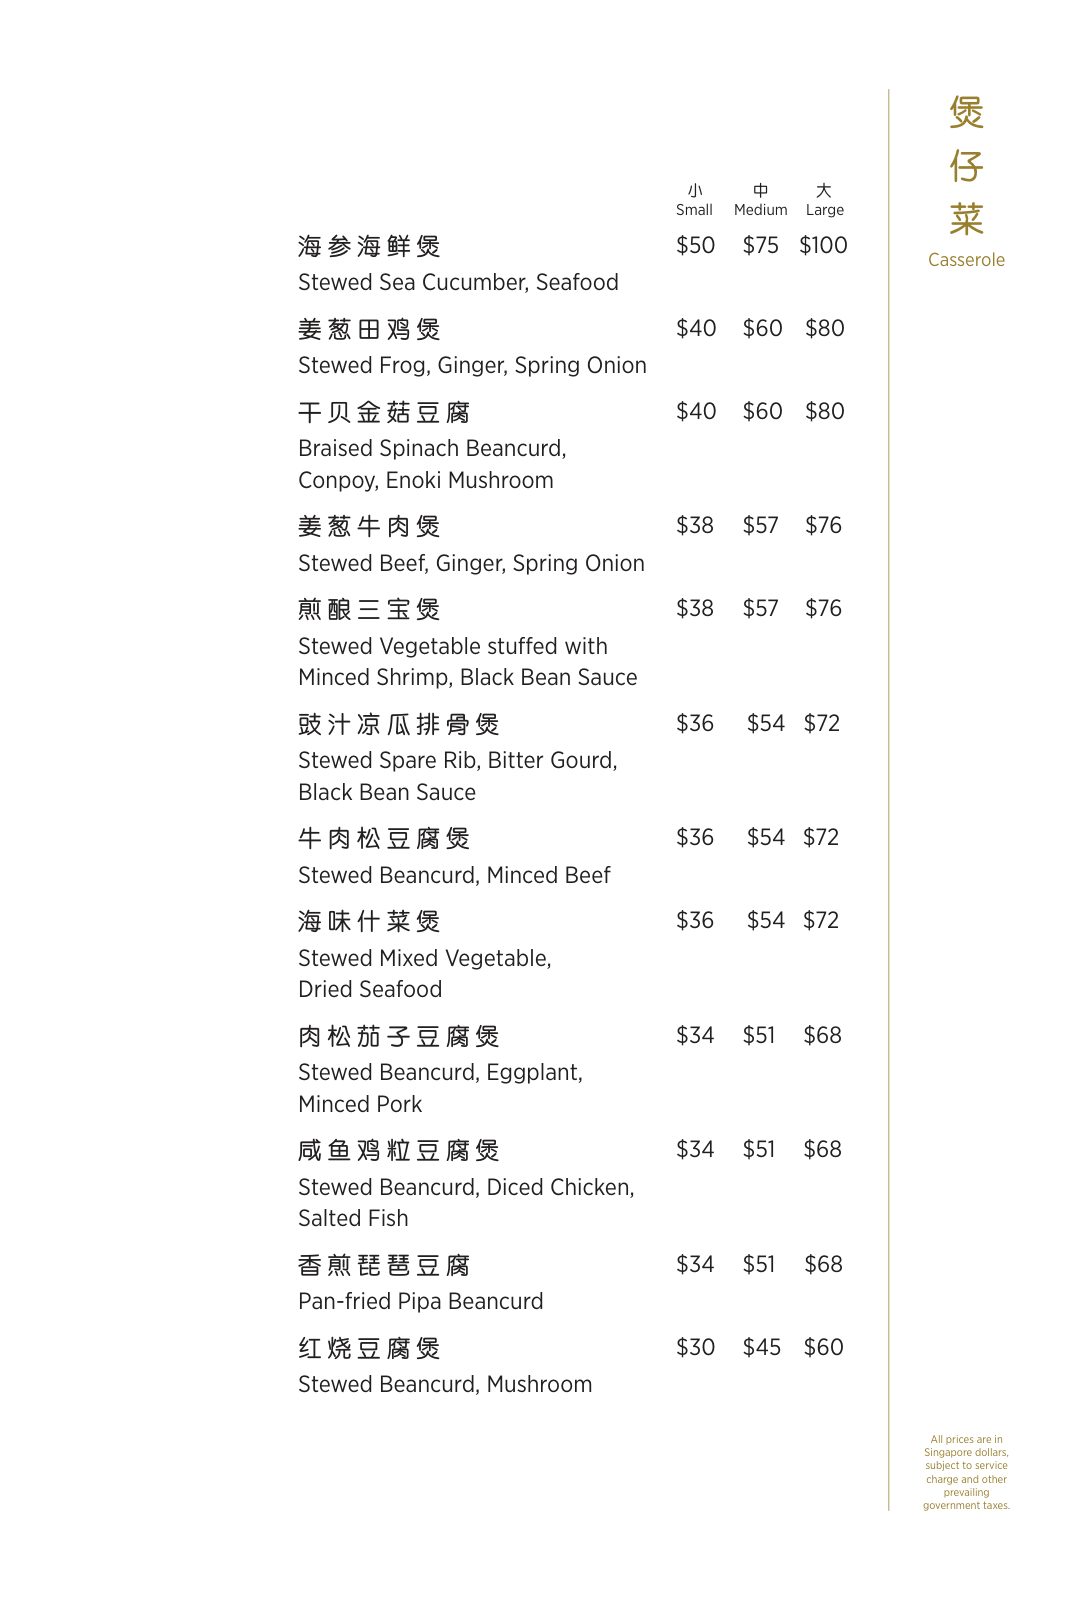 煲
仔
菜
Casserole
小 中 大
Small Medium Large
海参海鲜煲 $50 $75 $100
Stewed Sea Cucumber, Seafood
姜葱田鸡煲 $40 $60 $80
Stewed Frog, Ginger, Spring Onion
干贝金菇豆腐 $40 $60 $80
Braised Spinach Beancurd,
Conpoy, Enoki Mushroom
姜葱牛肉煲 $38 $57 $76
Stewed Beef, Ginger, Spring Onion
煎酿三宝煲 $38 $57 $76
Stewed Vegetable stuffed with
Minced Shrimp, Black Bean Sauce
豉汁凉瓜排骨煲 $36 $54 $72
Stewed Spare Rib, Bitter Gourd,
Black Bean Sauce
牛肉松豆腐煲 $36 $54 $72
Stewed Beancurd, Minced Beef
海味什菜煲 $36 $54 $72
Stewed Mixed Vegetable,
Dried Seafood
肉松茄子豆腐煲 $34 $51 $68
Stewed Beancurd, Eggplant,
Minced Pork
咸鱼鸡粒豆腐煲 $34 $51 $68
Stewed Beancurd, Diced Chicken,
Salted Fish
香煎琵琶豆腐 $34 $51 $68
Pan-fried Pipa Beancurd
红烧豆腐煲 $30 $45 $60
Stewed Beancurd, Mushroom
All prices are in
Singapore dollars,
subject to service
charge and other
prevailing
government taxes.